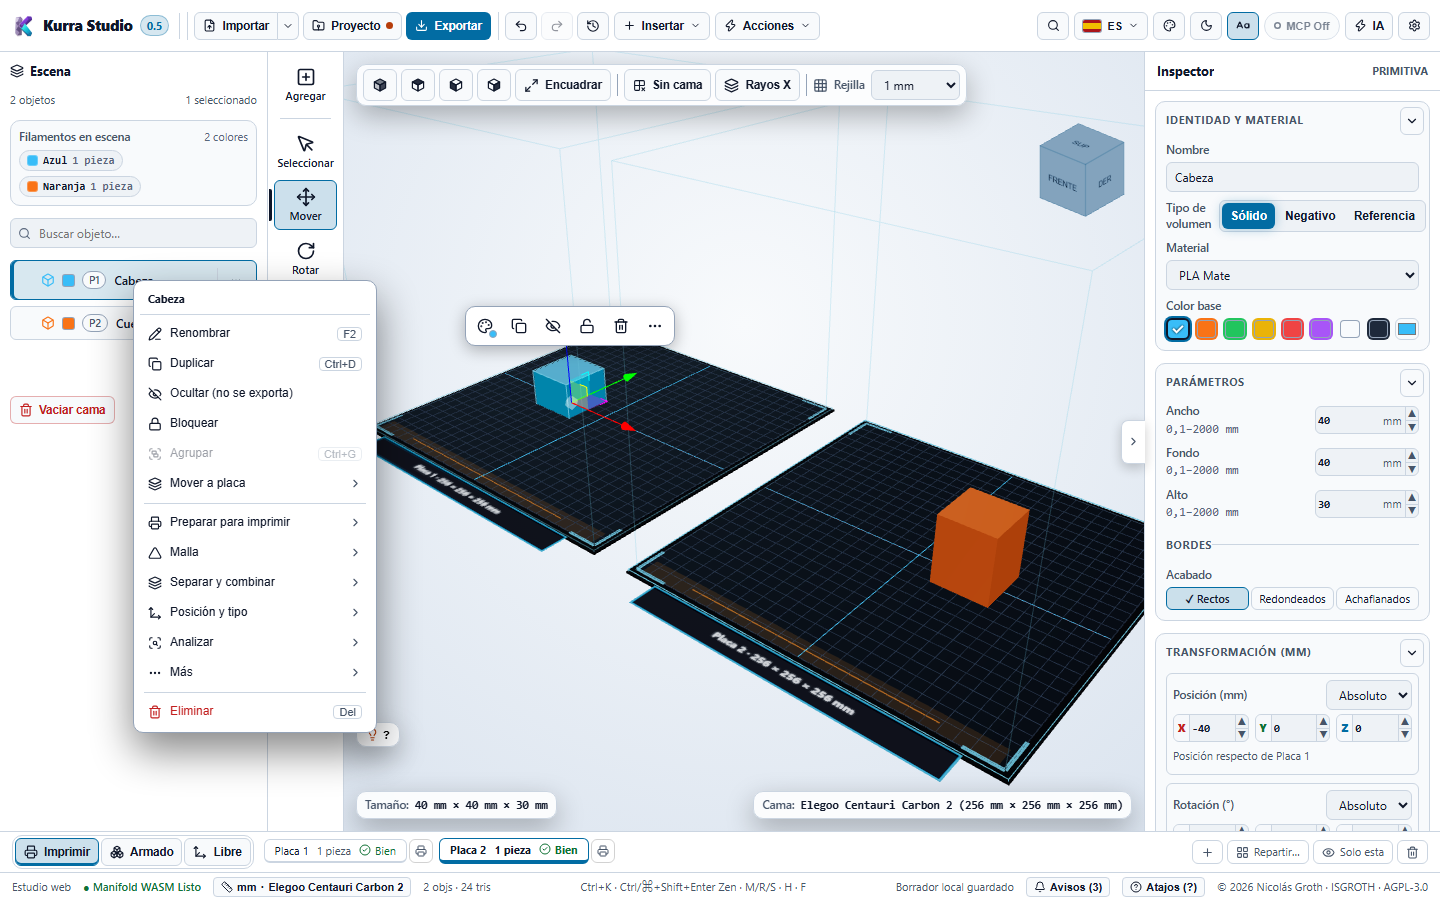 Kurra Studio 0.5
Importar
Proyecto
Exportar
Insertar
Acciones
ES
Aa
MCP Off
IA
Escena
2 objetos 1 seleccionado
Filamentos en escena 2 colores
Azul 1 pieza
Naranja 1 pieza
Buscar objeto...
P1 Cabeza
P2 Cue
Vaciar cama
Cabeza
Renombrar F2
Duplicar Ctrl+D
Ocultar (no se exporta)
Bloquear
Agrupar Ctrl+G
Mover a placa
Preparar para imprimir
Malla
Separar y combinar
Posición y tipo
Analizar
Más
Eliminar Del
Agregar
Seleccionar
Mover
Rotar
Encuadrar
Sin cama
Rayos X
Rejilla 1 mm
SUP
FRENTE
DER
Placa 1 · 256 × 256 × 256 mm
Placa 2 · 256 × 256 × 256 mm
?
Tamaño: 40 mm × 40 mm × 30 mm
Cama: Elegoo Centauri Carbon 2 (256 mm × 256 mm × 256 mm)
Inspector PRIMITIVA
IDENTIDAD Y MATERIAL
Nombre
Cabeza
Tipo de volumen
Sólido Negativo Referencia
Material
PLA Mate
Color base
PARÁMETROS
Ancho
0,1–2000 mm
40 mm
Fondo
0,1–2000 mm
40 mm
Alto
0,1–2000 mm
30 mm
BORDES
Acabado
✓ Rectos Redondeados Achaflanados
TRANSFORMACIÓN (MM)
Posición (mm) Absoluto
X -40 Y 0 Z 0
Posición respecto de Placa 1
Rotación (°) Absoluto
Imprimir Armado Libre
Placa 1 1 pieza Bien
Placa 2 1 pieza Bien
Repartir...
Solo esta
Estudio web
Manifold WASM Listo
mm · Elegoo Centauri Carbon 2
2 objs · 24 tris
Ctrl+K · Ctrl/⌘+Shift+Enter Zen · M/R/S · H · F
Borrador local guardado
Avisos (3)
Atajos (?)
© 2026 Nicolás Groth · ISGROTH · AGPL-3.0